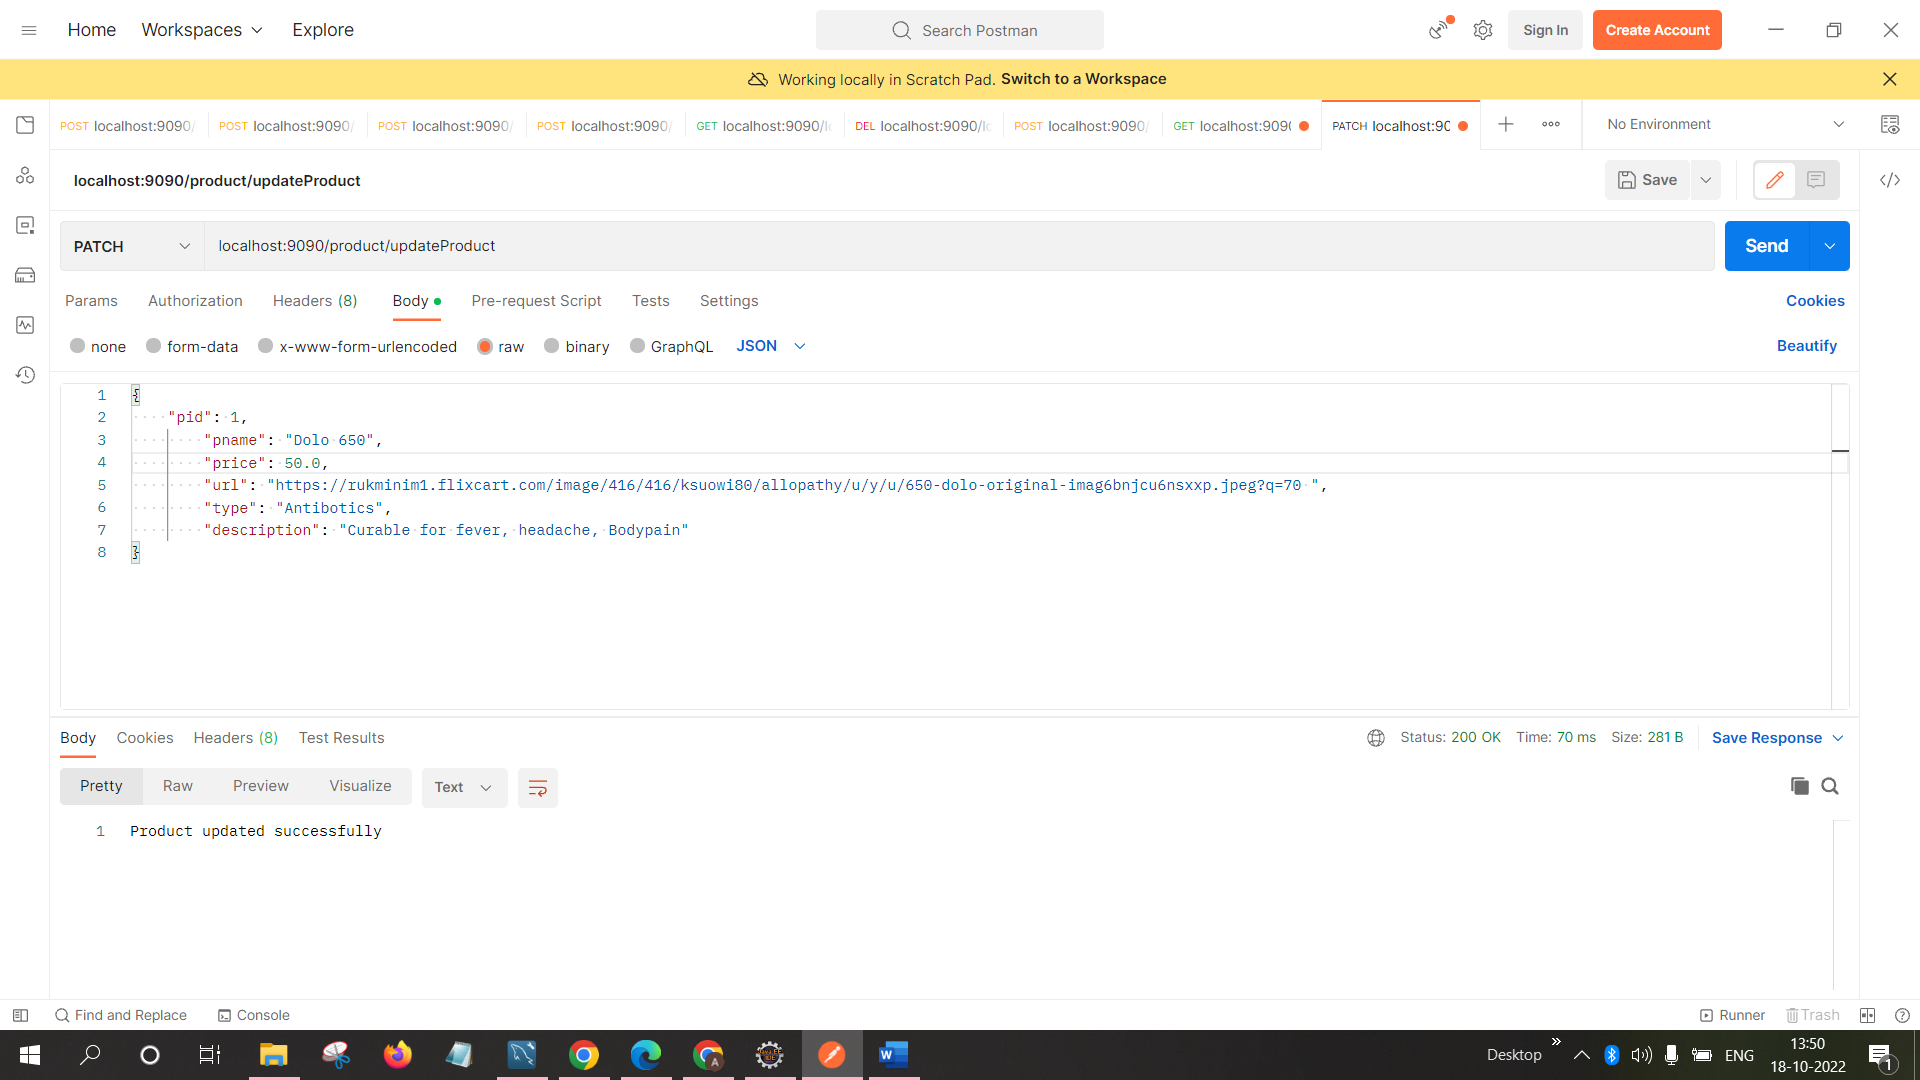 Home Workspaces Explore Search Postman Sign In Create Account
Working locally in Scratch Pad. Switch to a Workspace
POST localhost:9090/ POST localhost:9090/ POST localhost:9090/ POST localhost:9090/ GET localhost:9090/l DEL localhost:9090/l POST localhost:9090/ GET localhost:909 PATCH localhost:90 No Environment
localhost:9090/product/updateProduct Save
PATCH localhost:9090/product/updateProduct Send
Params Authorization Headers (8) Body Pre-request Script Tests Settings Cookies
none form-data x-www-form-urlencoded raw binary GraphQL JSON Beautify
1 {
2 "pid": 1,
3 "pname": "Dolo 650",
4 "price": 50.0,
5 "url": "https://rukminim1.flixcart.com/image/416/416/ksuowi80/allopathy/u/y/u/650-dolo-original-imag6bnjcu6nsxxp.jpeg?q=70 ",
6 "type": "Antibotics",
7 "description": "Curable for fever, headache, Bodypain"
8 }
Body Cookies Headers (8) Test Results Status: 200 OK Time: 70 ms Size: 281 B Save Response
Pretty Raw Preview Visualize Text
1 Product updated successfully
Find and Replace Console Runner Trash
Desktop ENG 13:50
18-10-2022 1